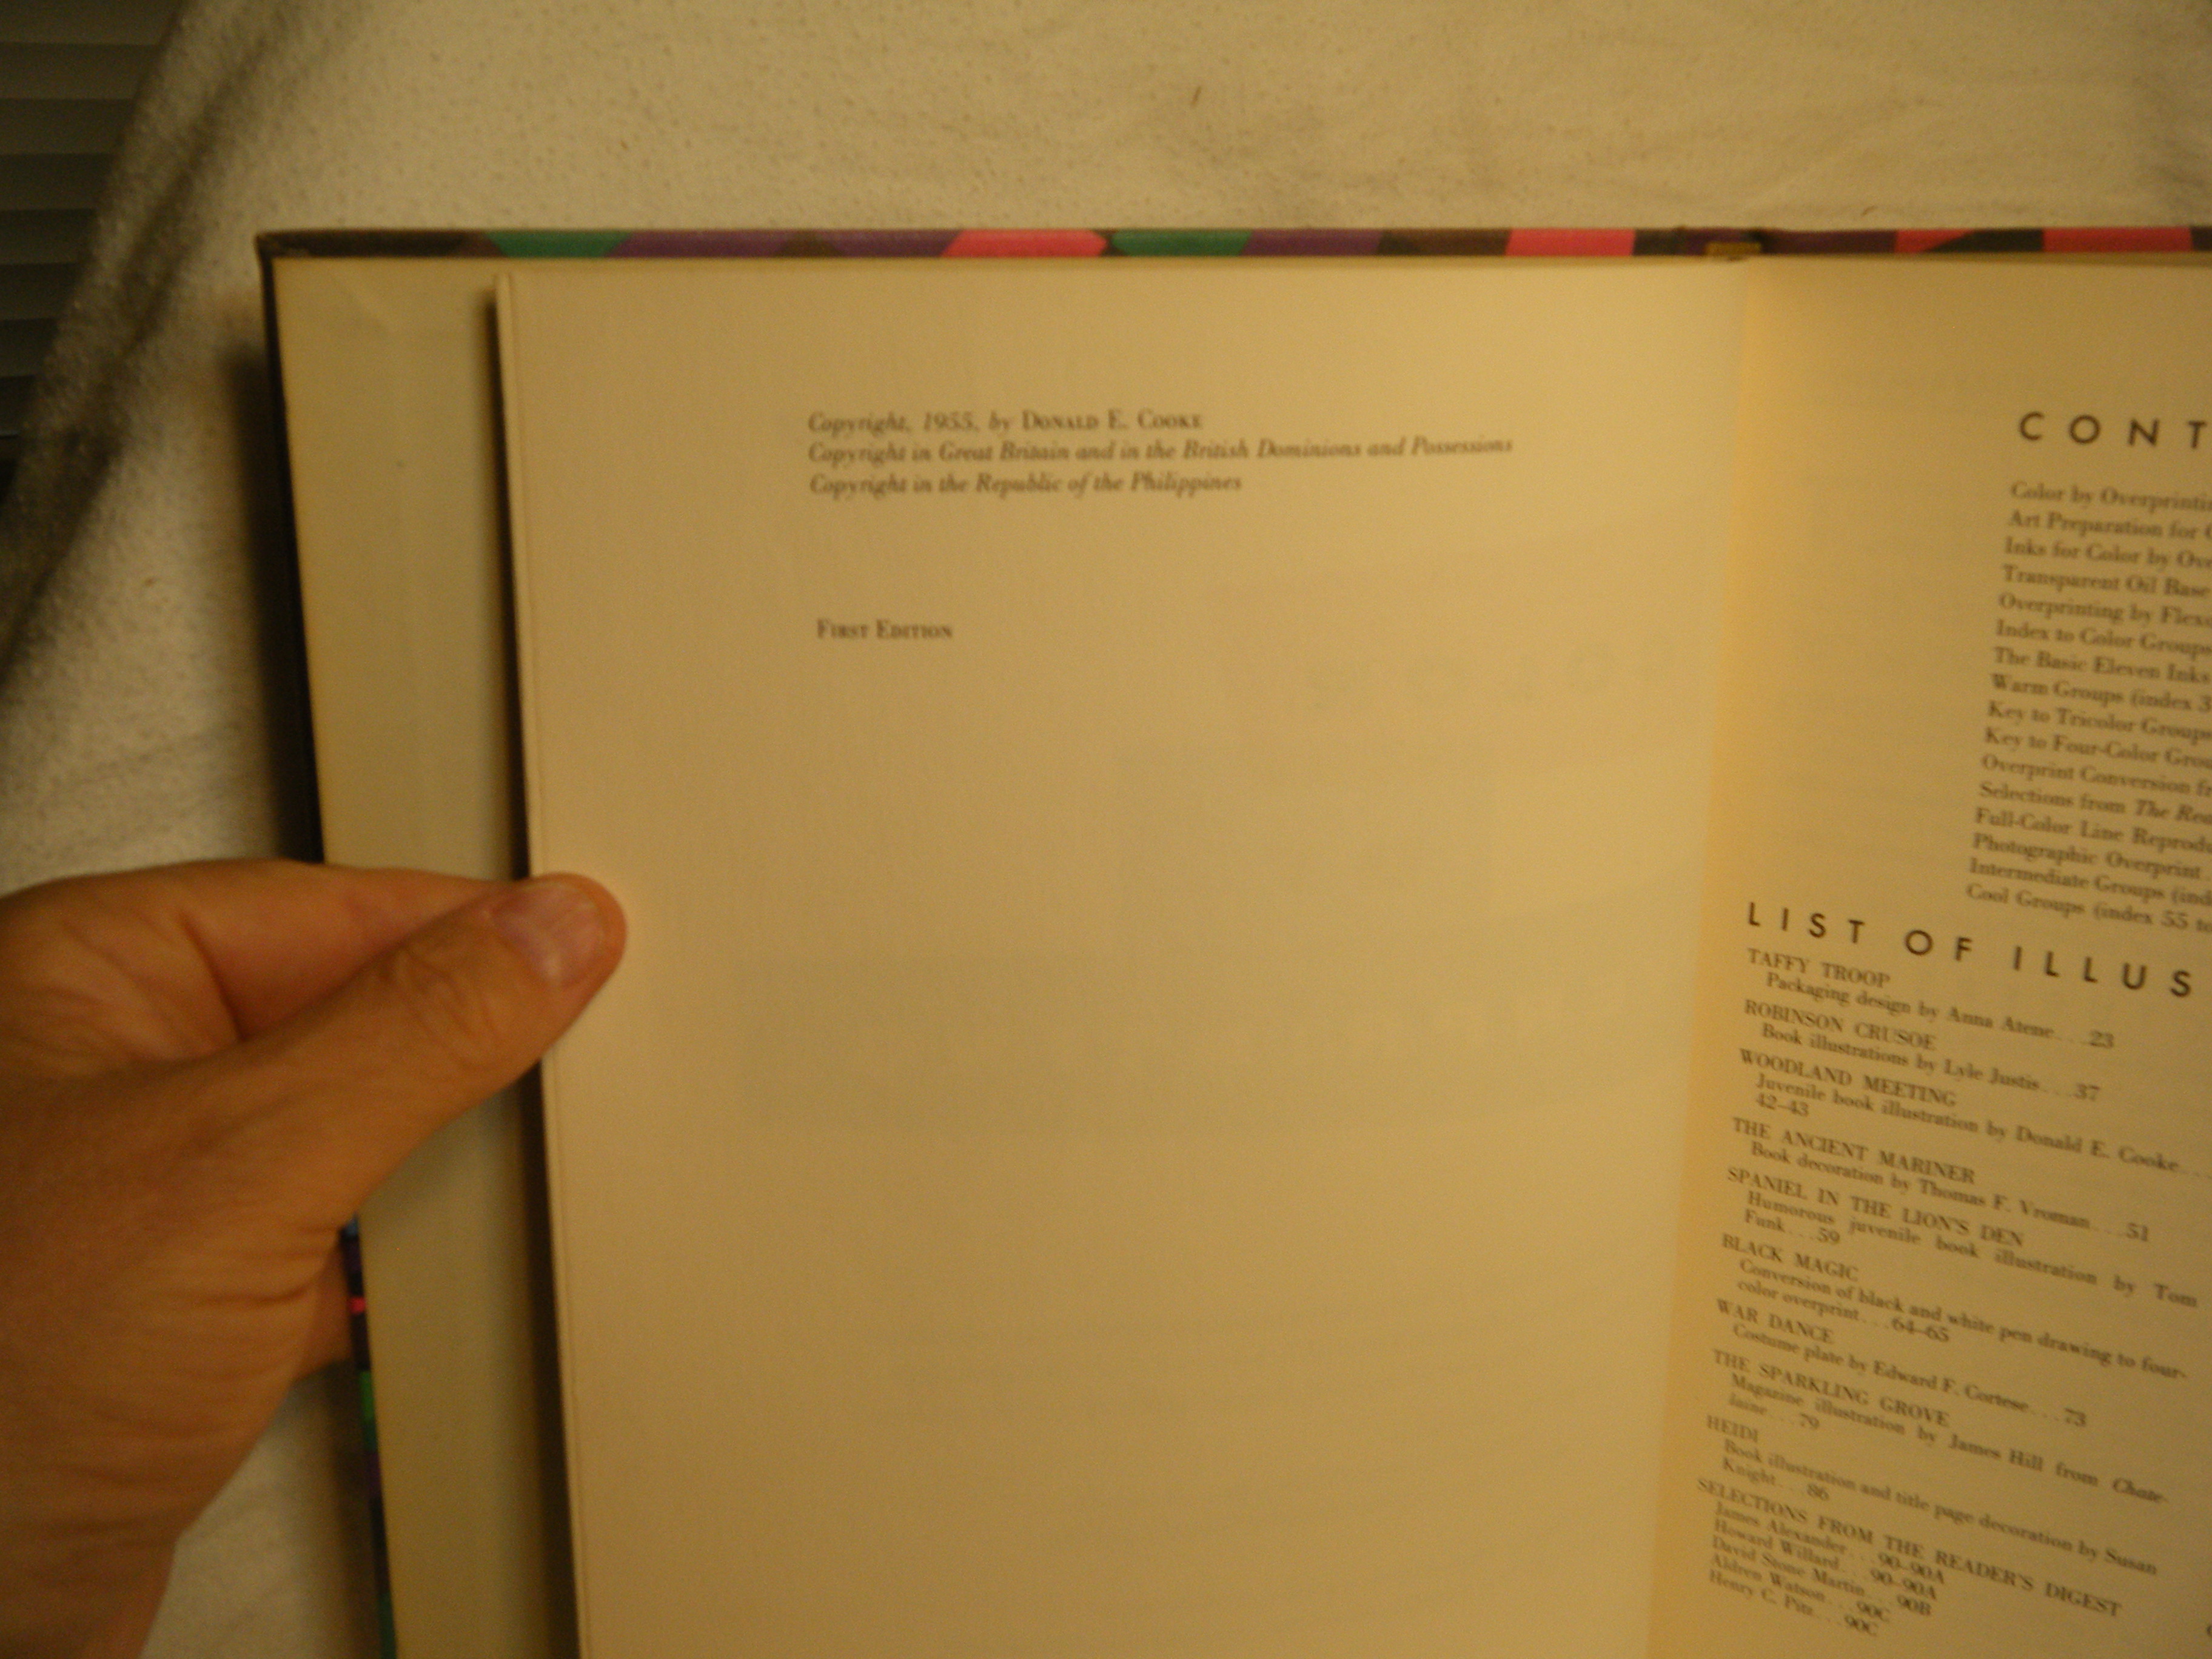 Copyright, 1955, by DONALD E. COOKE
Copyright in Great Britain and in the British Dominions and Possessions
Copyright in the Republic of the Philippines
FIRST EDITION
CONT
Color by Overprintin
Art Preparation for
Inks for Color by Ove
Transparent Oil Base
Overprinting by Flex
Index to Color Groups
The Basic Eleven Inks
Warm Groups (index 3
Key to Tricolor Groups
Key to Four-Color Grou
Overprint Conversion fr
Selections from The Rea
Full-Color Line Reprodu
Photographic Overprint
Intermediate Groups (ind
Cool Groups (index 55 to
LIST OF ILLUS
TAFFY TROOP
Packaging design by Anna Atene...23
ROBINSON CRUSOE
Book illustrations by Lyle Justis...37
WOODLAND MEETING
Juvenile book illustration by Donald E. Cooke...
42–43
THE ANCIENT MARINER
Book decoration by Thomas F. Vroman...51
SPANIEL IN THE LION'S DEN
Humorous juvenile book illustration by Tom
Funk...59
BLACK MAGIC
Conversion of black and white pen drawing to four-
color overprint...64–65
WAR DANCE
Costume plate by Edward F. Cortese...73
THE SPARKLING GROVE
Magazine illustration by James Hill from Chate-
laine...79
HEIDI
Book illustration and title page decoration by Susan
Knight...86
SELECTIONS FROM THE READER'S DIGEST
James Alexander...90–90A
Howard Willard...90–90A
David Stone Martin...90B
Aldren Watson...90C
Henry C. Pitz...90C